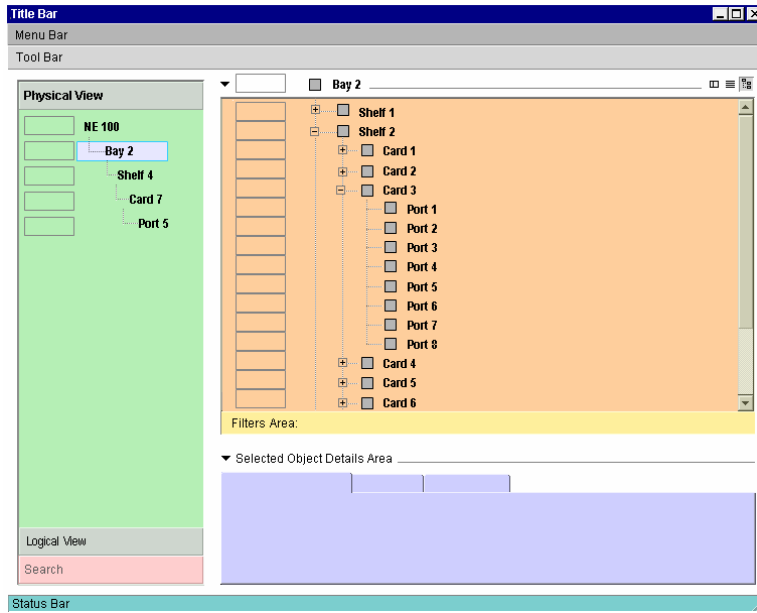 Title Bar
Menu Bar
Tool Bar
Physical View
NE 100
Bay 2
Shelf 4
Card 7
Port 5
Logical View
Search
Bay 2
Shelf 1
Shelf 2
Card 1
Card 2
Card 3
Port 1
Port 2
Port 3
Port 4
Port 5
Port 6
Port 7
Port 8
Card 4
Card 5
Card 6
Filters Area:
Selected Object Details Area
Status Bar